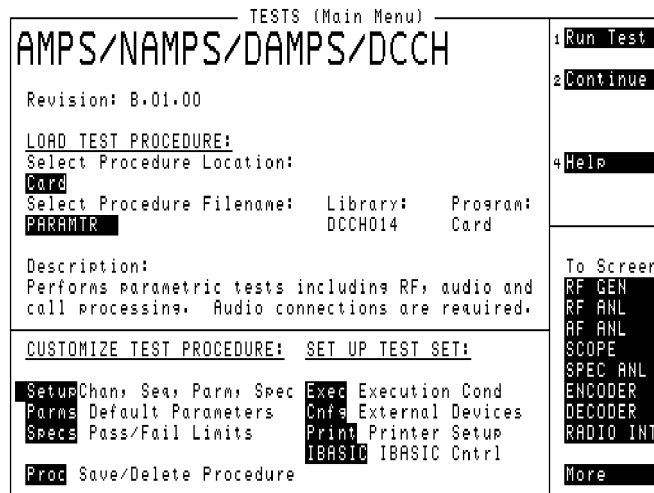 TESTS (Main Menu)
AMPS/NAMPS/DAMPS/DCCH
Revision: B.01.00
LOAD TEST PROCEDURE:
Select Procedure Location:
Card
Select Procedure Filename: Library: Program:
PARAMTR DCCH014 Card
Description:
Performs parametric tests including RF, audio and
call processing. Audio connections are required.
CUSTOMIZE TEST PROCEDURE: SET UP TEST SET:
Setup Chan, Seq, Parm, Spec Exec Execution Cond
Parms Default Parameters Cnfg External Devices
Specs Pass/Fail Limits Print Printer Setup
IBASIC IBASIC Cntrl
Proc Save/Delete Procedure
1 Run Test
2 Continue
4 Help
To Screen
RF GEN
RF ANL
AF ANL
SCOPE
SPEC ANL
ENCODER
DECODER
RADIO INT
More